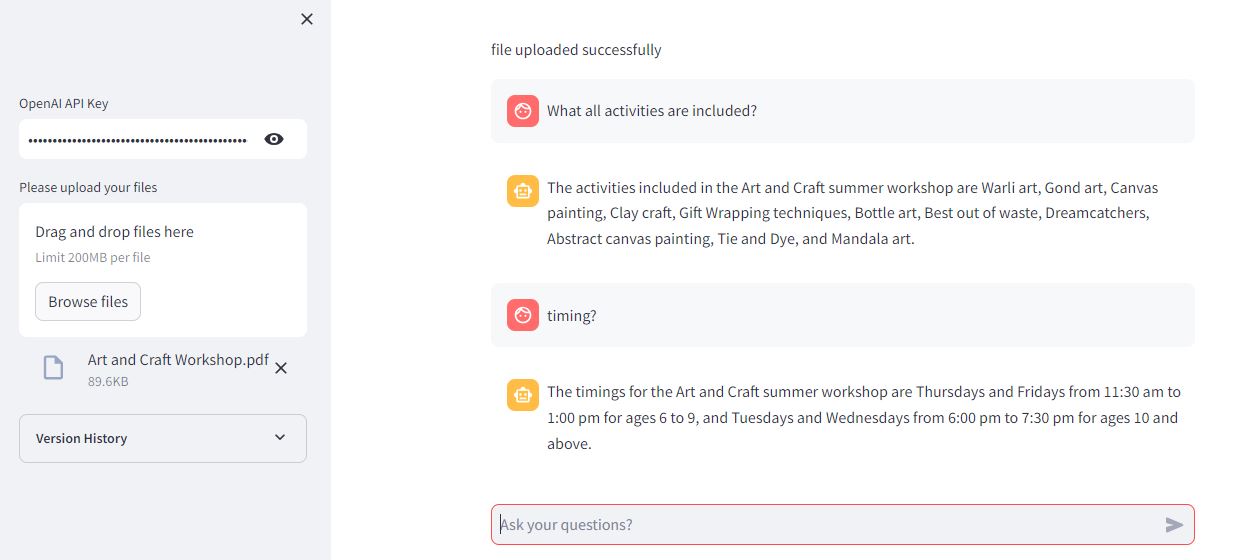 OpenAI API Key
Please upload your files
Drag and drop files here
Limit 200MB per file
Browse files
Art and Craft Workshop.pdf
89.6KB
Version History
file uploaded successfully
What all activities are included?
The activities included in the Art and Craft summer workshop are Warli art, Gond art, Canvas
painting, Clay craft, Gift Wrapping techniques, Bottle art, Best out of waste, Dreamcatchers,
Abstract canvas painting, Tie and Dye, and Mandala art.
timing?
The timings for the Art and Craft summer workshop are Thursdays and Fridays from 11:30 am to
1:00 pm for ages 6 to 9, and Tuesdays and Wednesdays from 6:00 pm to 7:30 pm for ages 10 and
above.
Ask your questions?